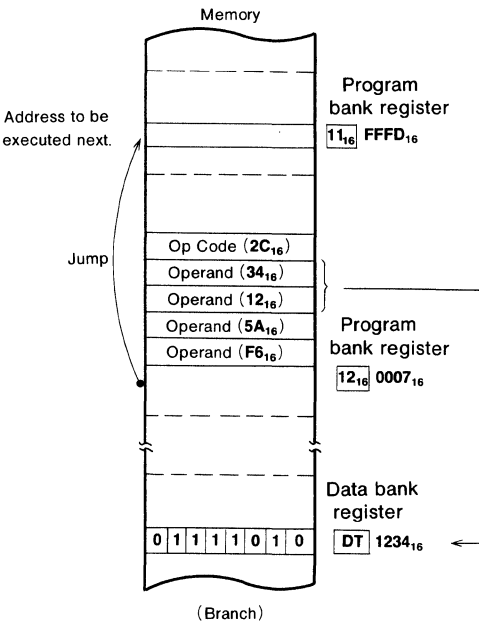 Memory
Program
bank register
11₁₆ FFFD₁₆
Address to be
executed next.
Jump
Op Code (2C₁₆)
Operand (34₁₆)
Operand (12₁₆)
Operand (5A₁₆)
Operand (F6₁₆)
Program
bank register
12₁₆ 0007₁₆
Data bank
register
0 1 1 1 1 0 1 0
DT 1234₁₆
(Branch)